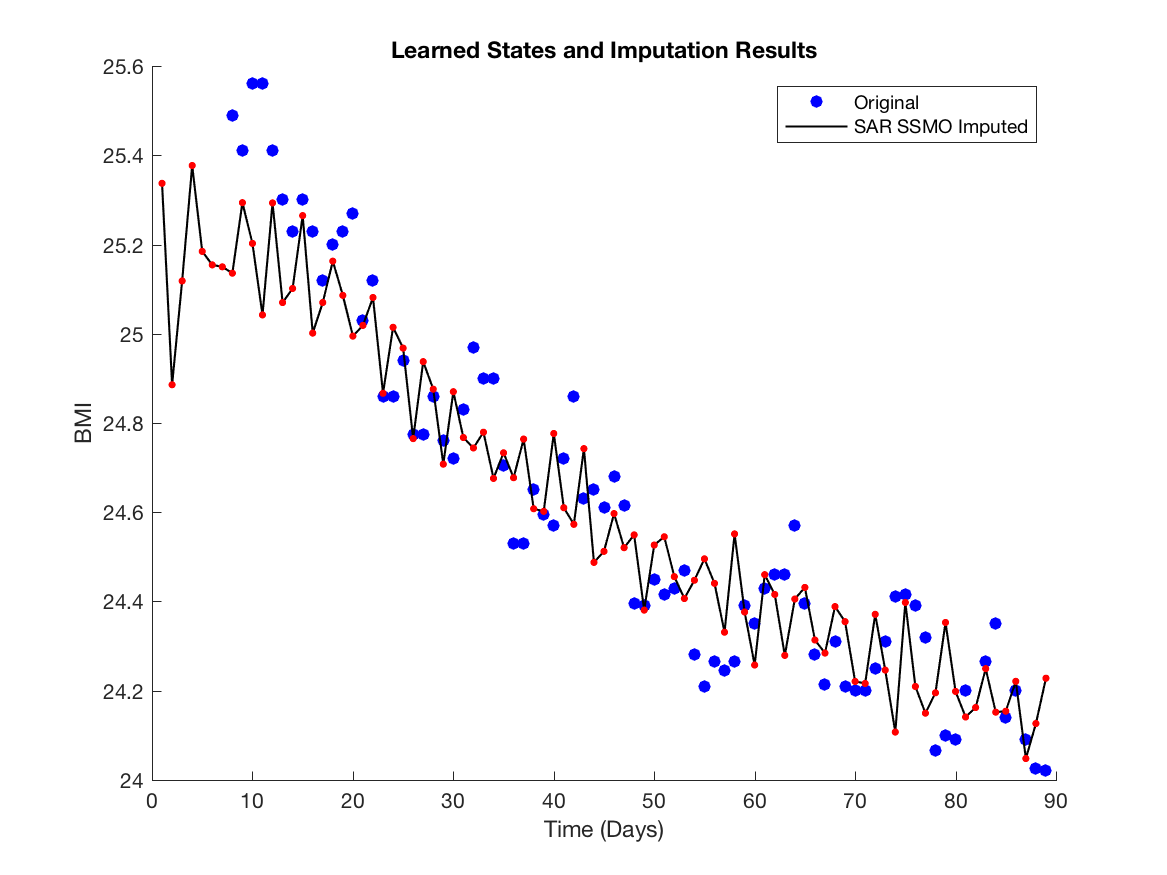 Learned States and Imputation Results
25.6
25.4
25.2
25
24.8
24.6
24.4
24.2
24
BMI
Original
SAR SSMO Imputed
0 10 20 30 40 50 60 70 80 90
Time (Days)